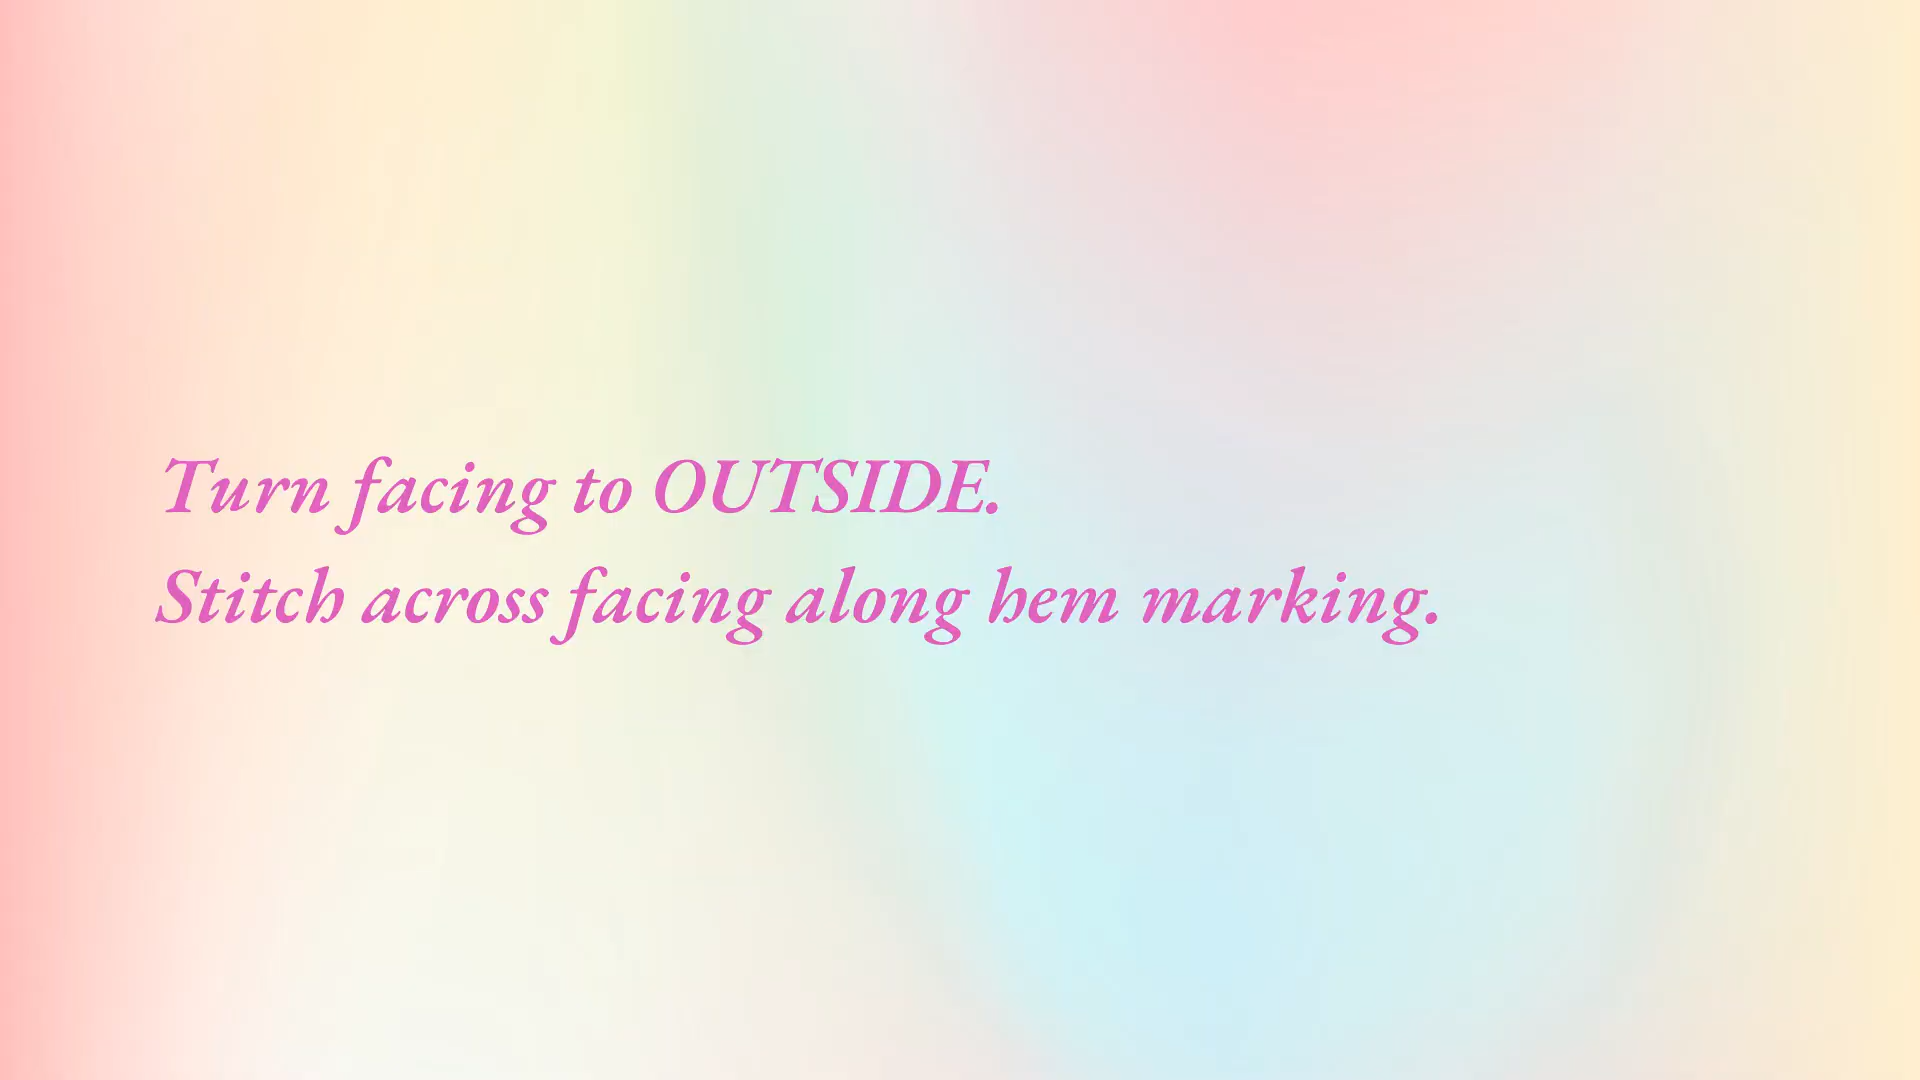 Turn facing to OUTSIDE.
Stitch across facing along hem marking.